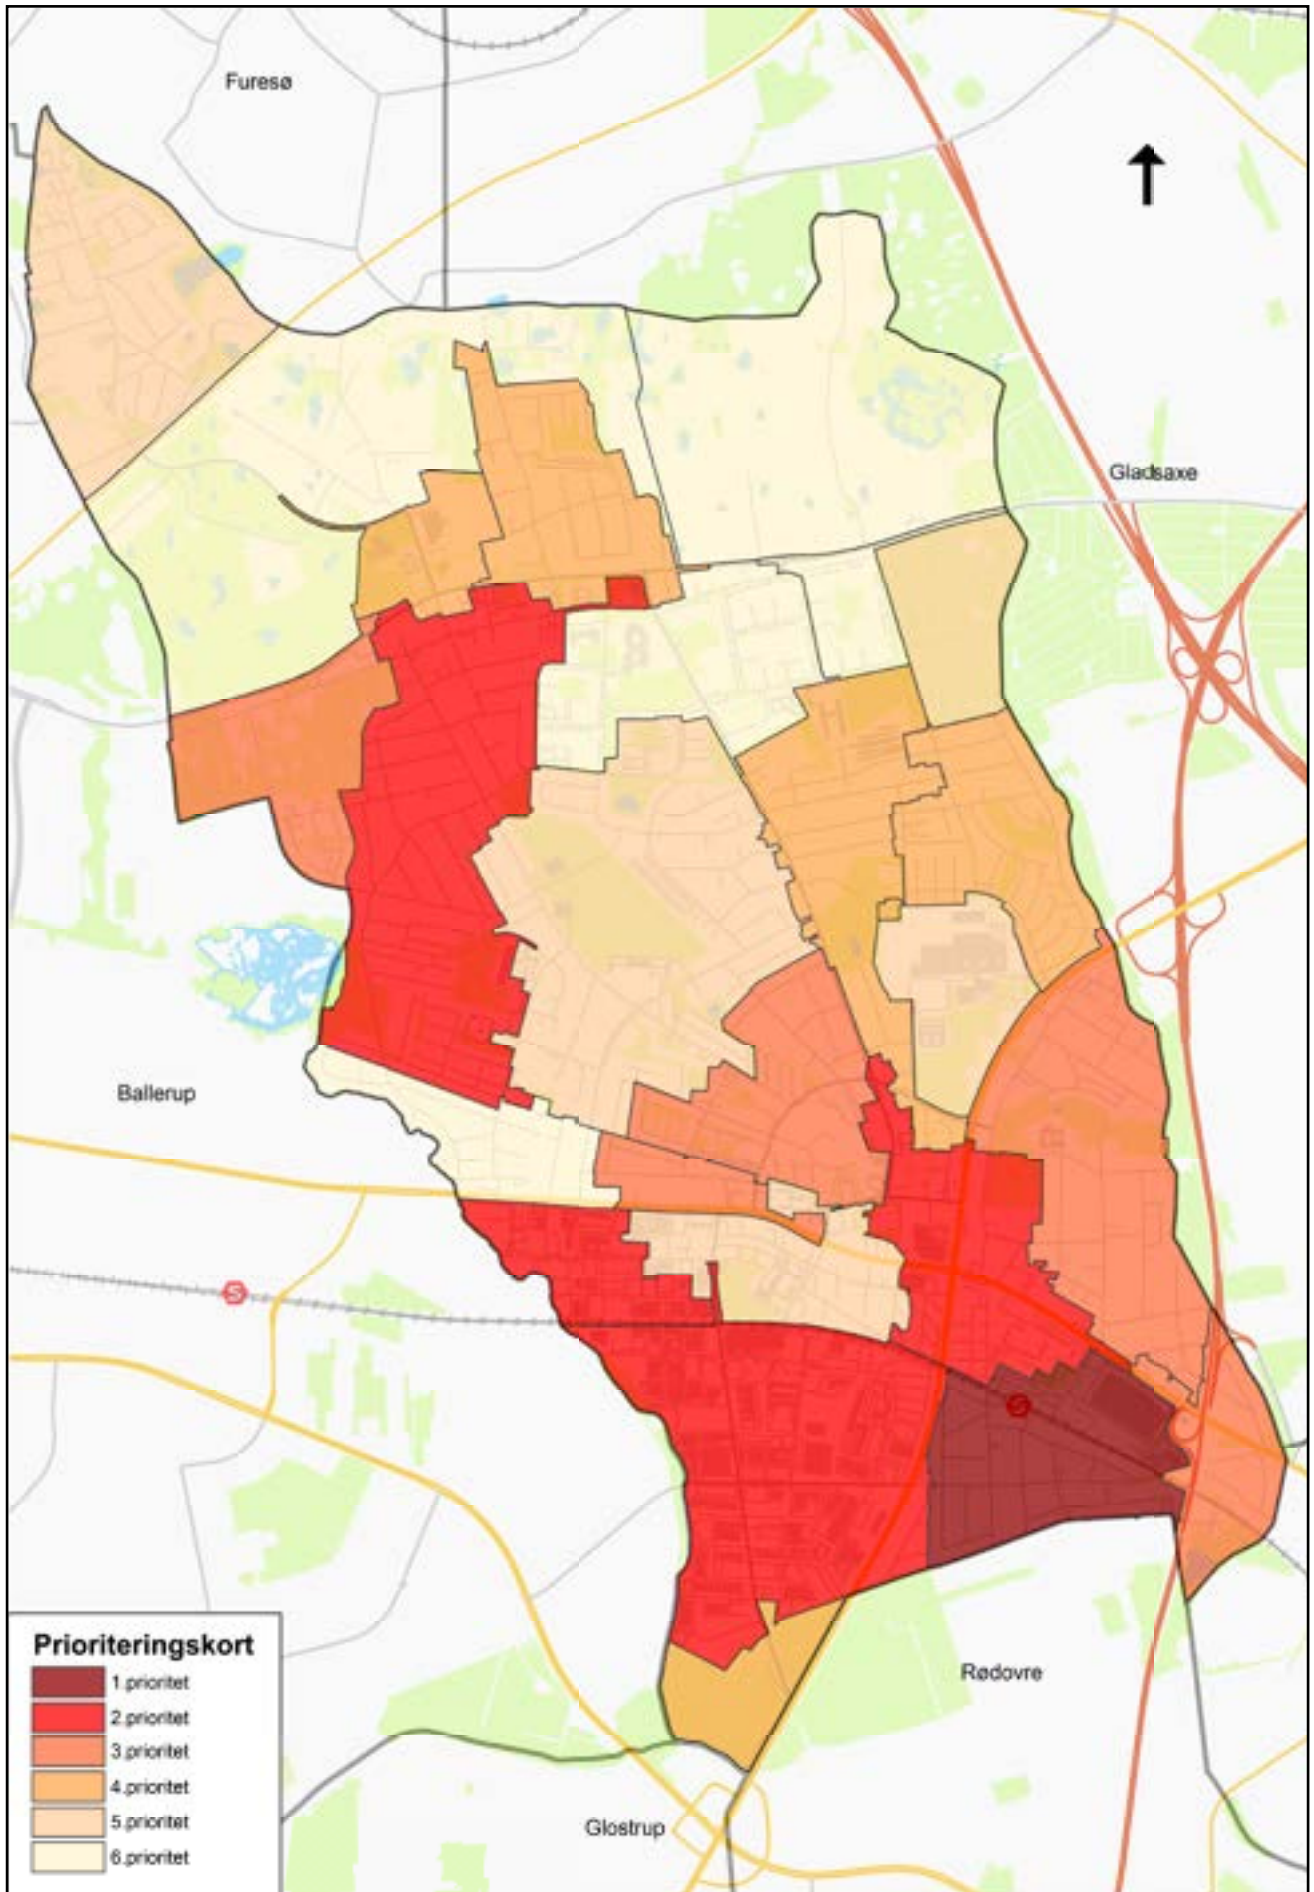 Furesø
Gladsaxe
Ballerup
S
S
Rødovre
Glostrup
Prioriteringskort
1.prioritet
2.prioritet
3.prioritet
4.prioritet
5.prioritet
6.prioritet